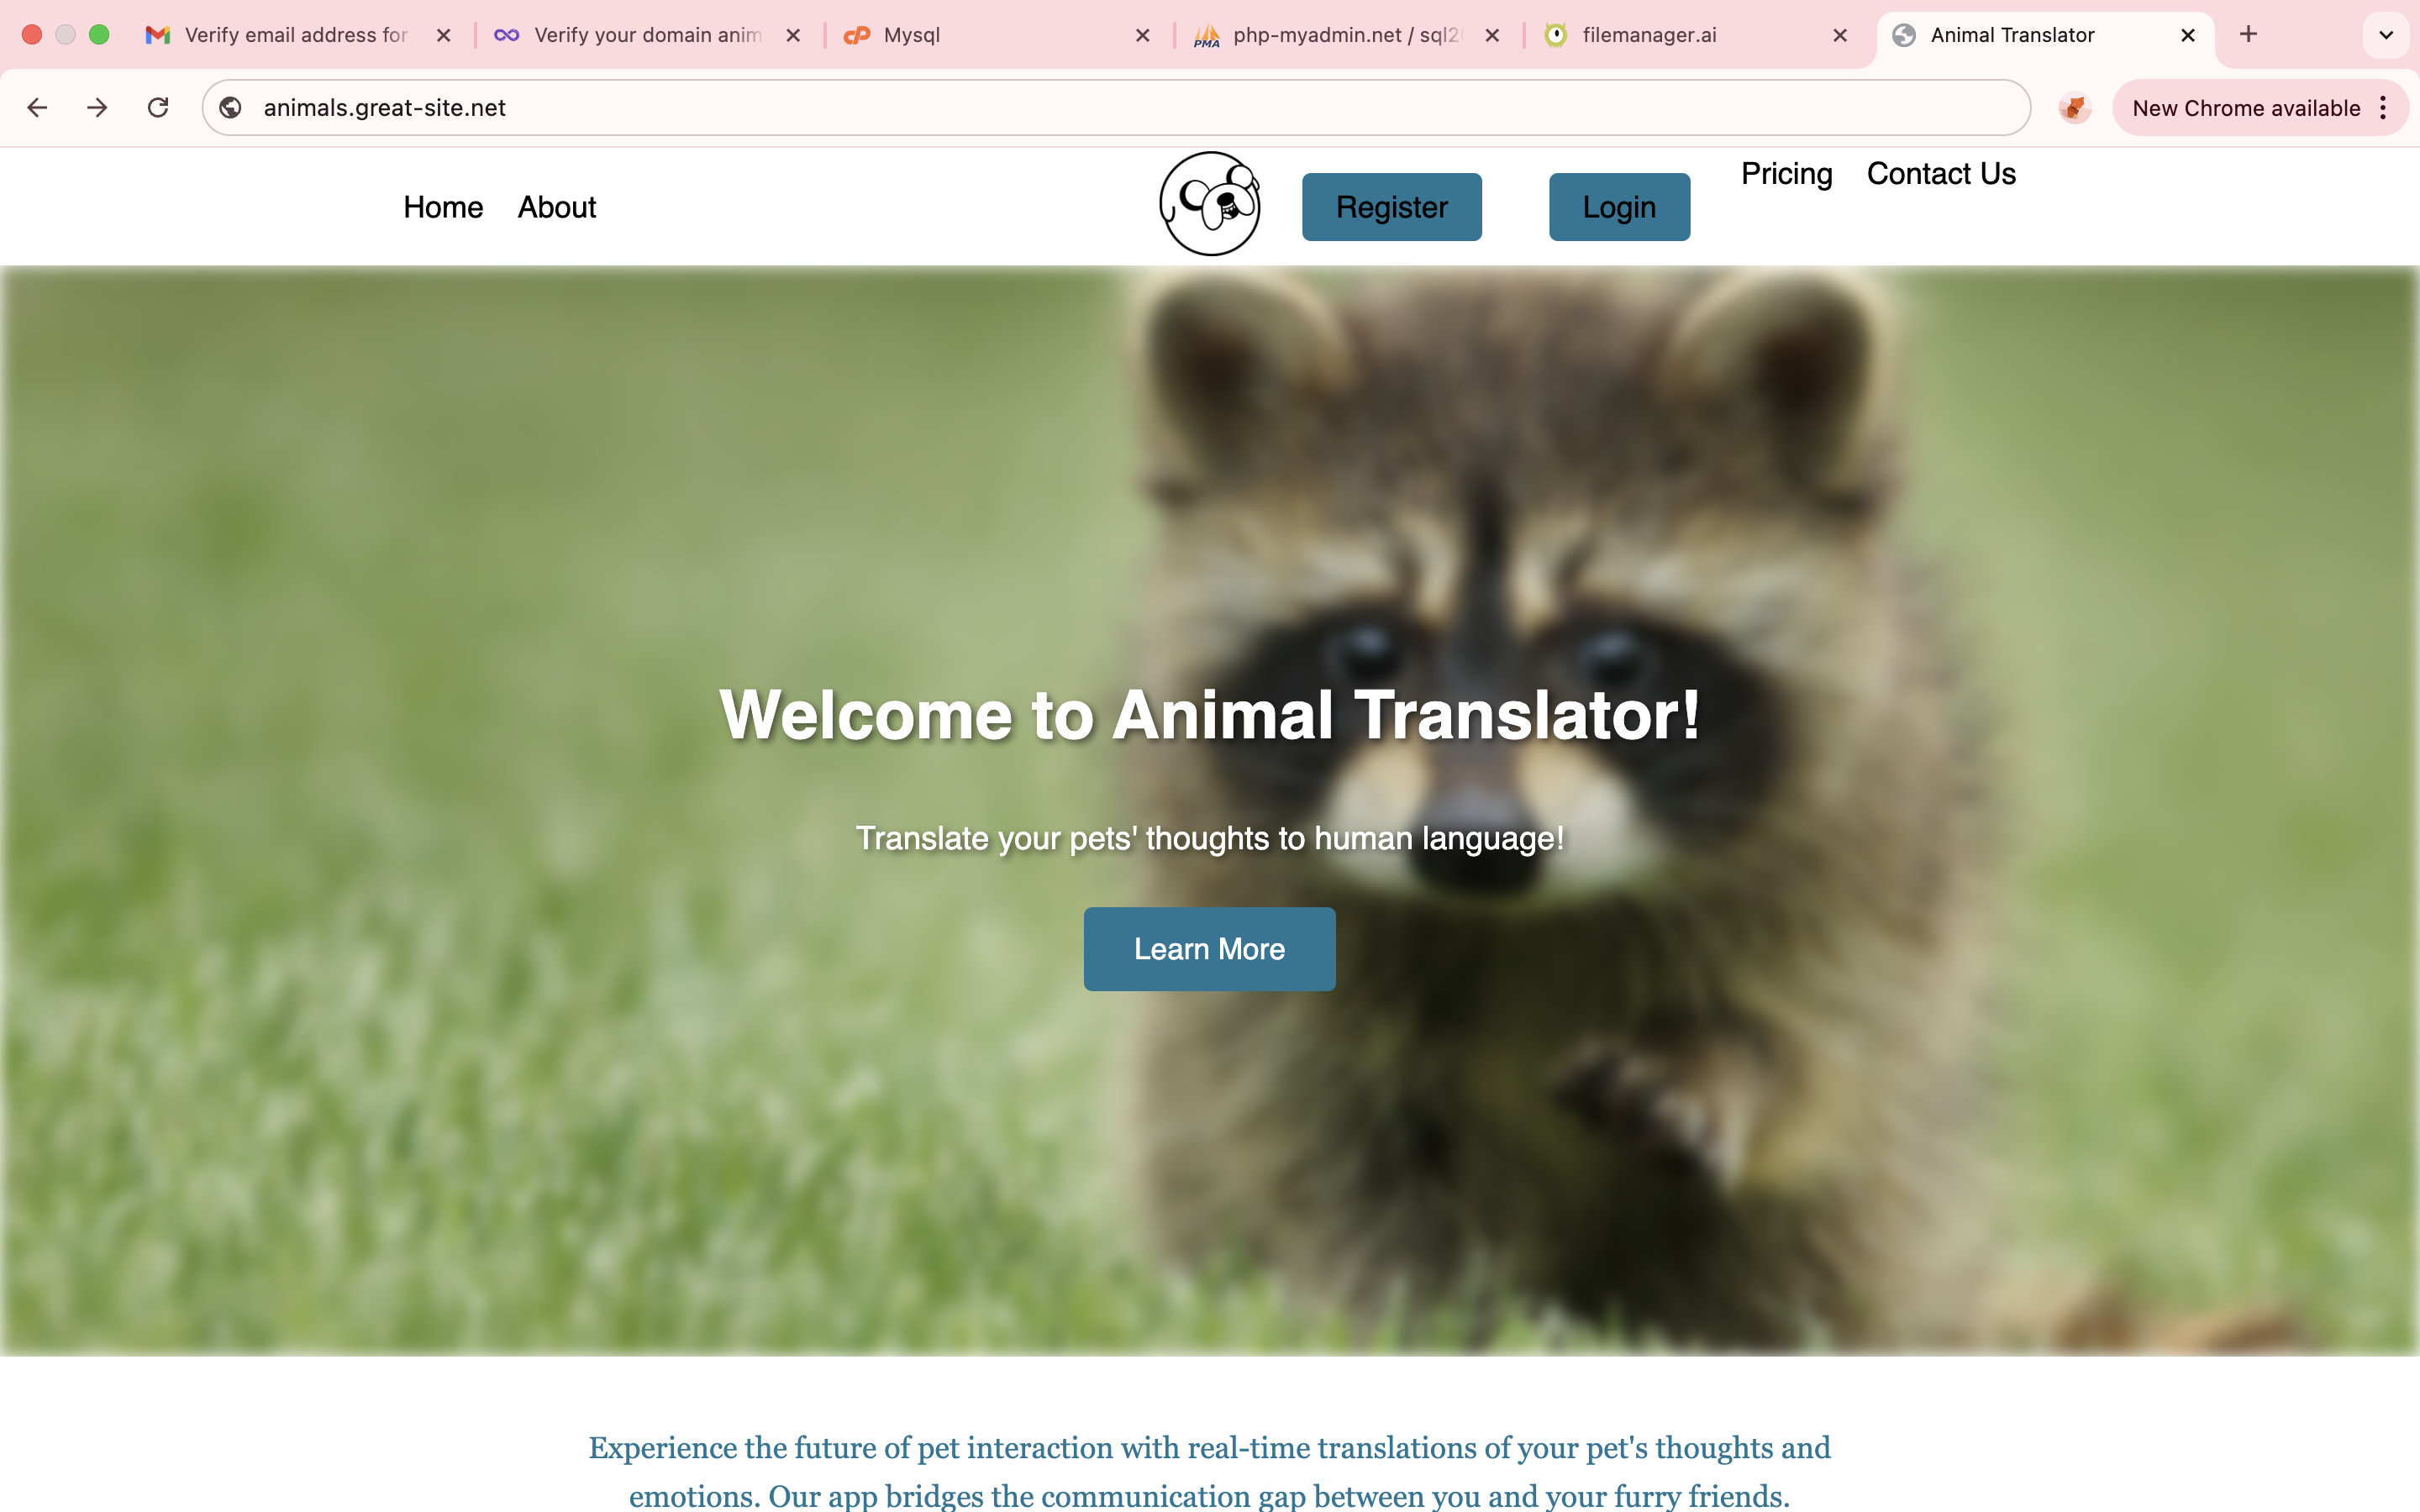 Verify email address for
Verify your domain anim
Mysql
php-myadmin.net / sql2
filemanager.ai
Animal Translator
animals.great-site.net
New Chrome available
Home
About
Register
Login
Pricing
Contact Us
Welcome to Animal Translator!
Translate your pets' thoughts to human language!
Learn More
Experience the future of pet interaction with real-time translations of your pet's thoughts and
emotions. Our app bridges the communication gap between you and your furry friends.